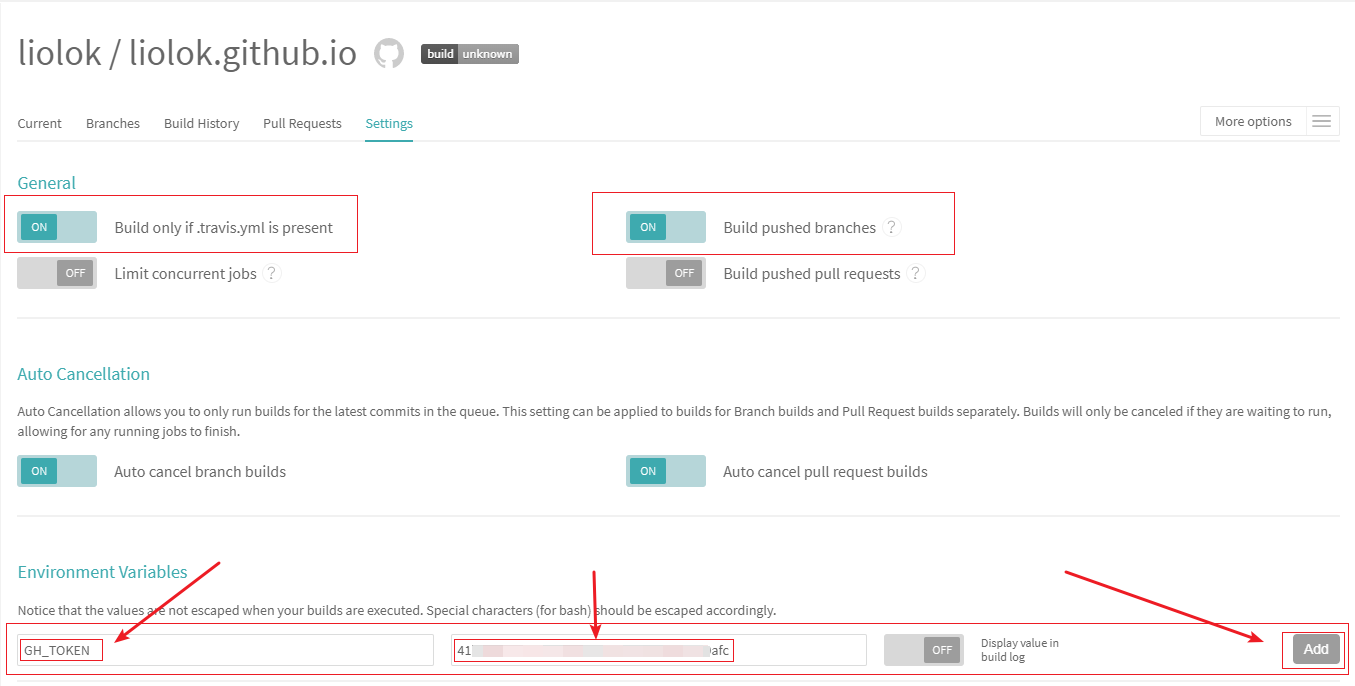 liolok / liolok.github.io build unknown
Current Branches Build History Pull Requests Settings More options
General
ON Build only if .travis.yml is present ON Build pushed branches ?
OFF Limit concurrent jobs ? OFF Build pushed pull requests ?
Auto Cancellation
Auto Cancellation allows you to only run builds for the latest commits in the queue. This setting can be applied to builds for Branch builds and Pull Request builds separately. Builds will only be canceled if they are waiting to run,
allowing for any running jobs to finish.
ON Auto cancel branch builds ON Auto cancel pull request builds
Environment Variables
Notice that the values are not escaped when your builds are executed. Special characters (for bash) should be escaped accordingly.
GH_TOKEN 41 afc OFF Display value in
build log
Add